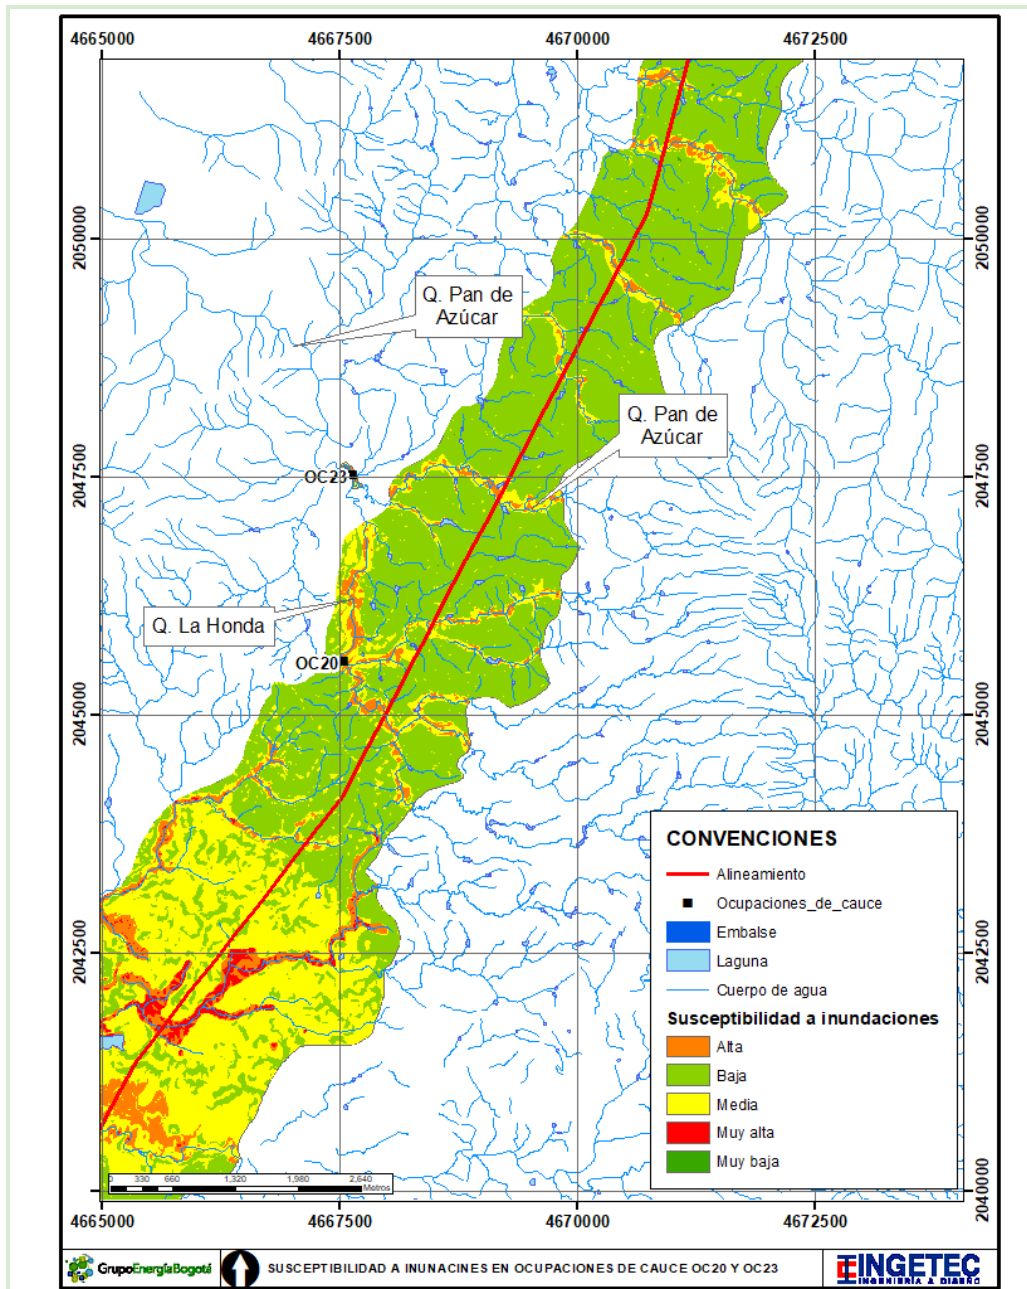 4665000 4667500 4670000 4672500
2050000 2050000
Q. Pan de
Azúcar
Q. Pan de
Azúcar
2047500 2047500
OC23
Q. La Honda
OC20
2045000 2045000
CONVENCIONES
Alineamiento
Ocupaciones_de_cauce
Embalse
Laguna
Cuerpo de agua
Susceptibilidad a inundaciones
Alta
Baja
Media
Muy alta
Muy baja
2042500 2042500
0 330 660 1,320 1,980 2,640
Metros
2040000
4665000 4667500 4670000 4672500
GrupoEnergíaBogotá
SUSCEPTIBILIDAD A INUNACINES EN OCUPACIONES DE CAUCE OC20 Y OC23
INGETEC
INGENIERÍA & DISEÑO